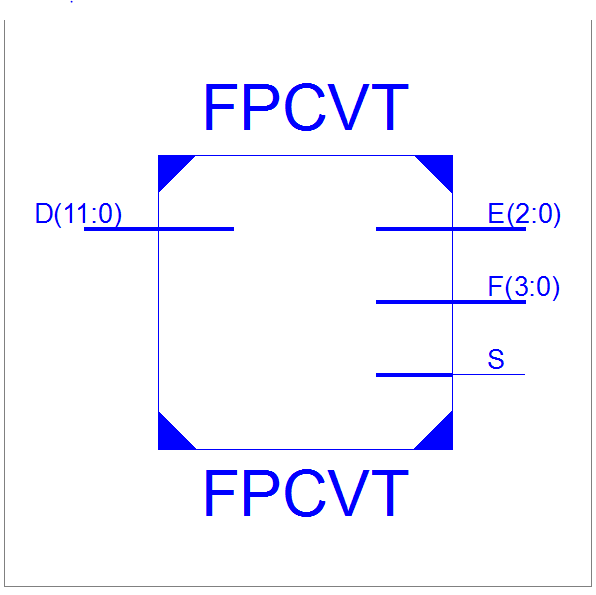 FPCVT
D(11:0)
E(2:0)
F(3:0)
S
FPCVT